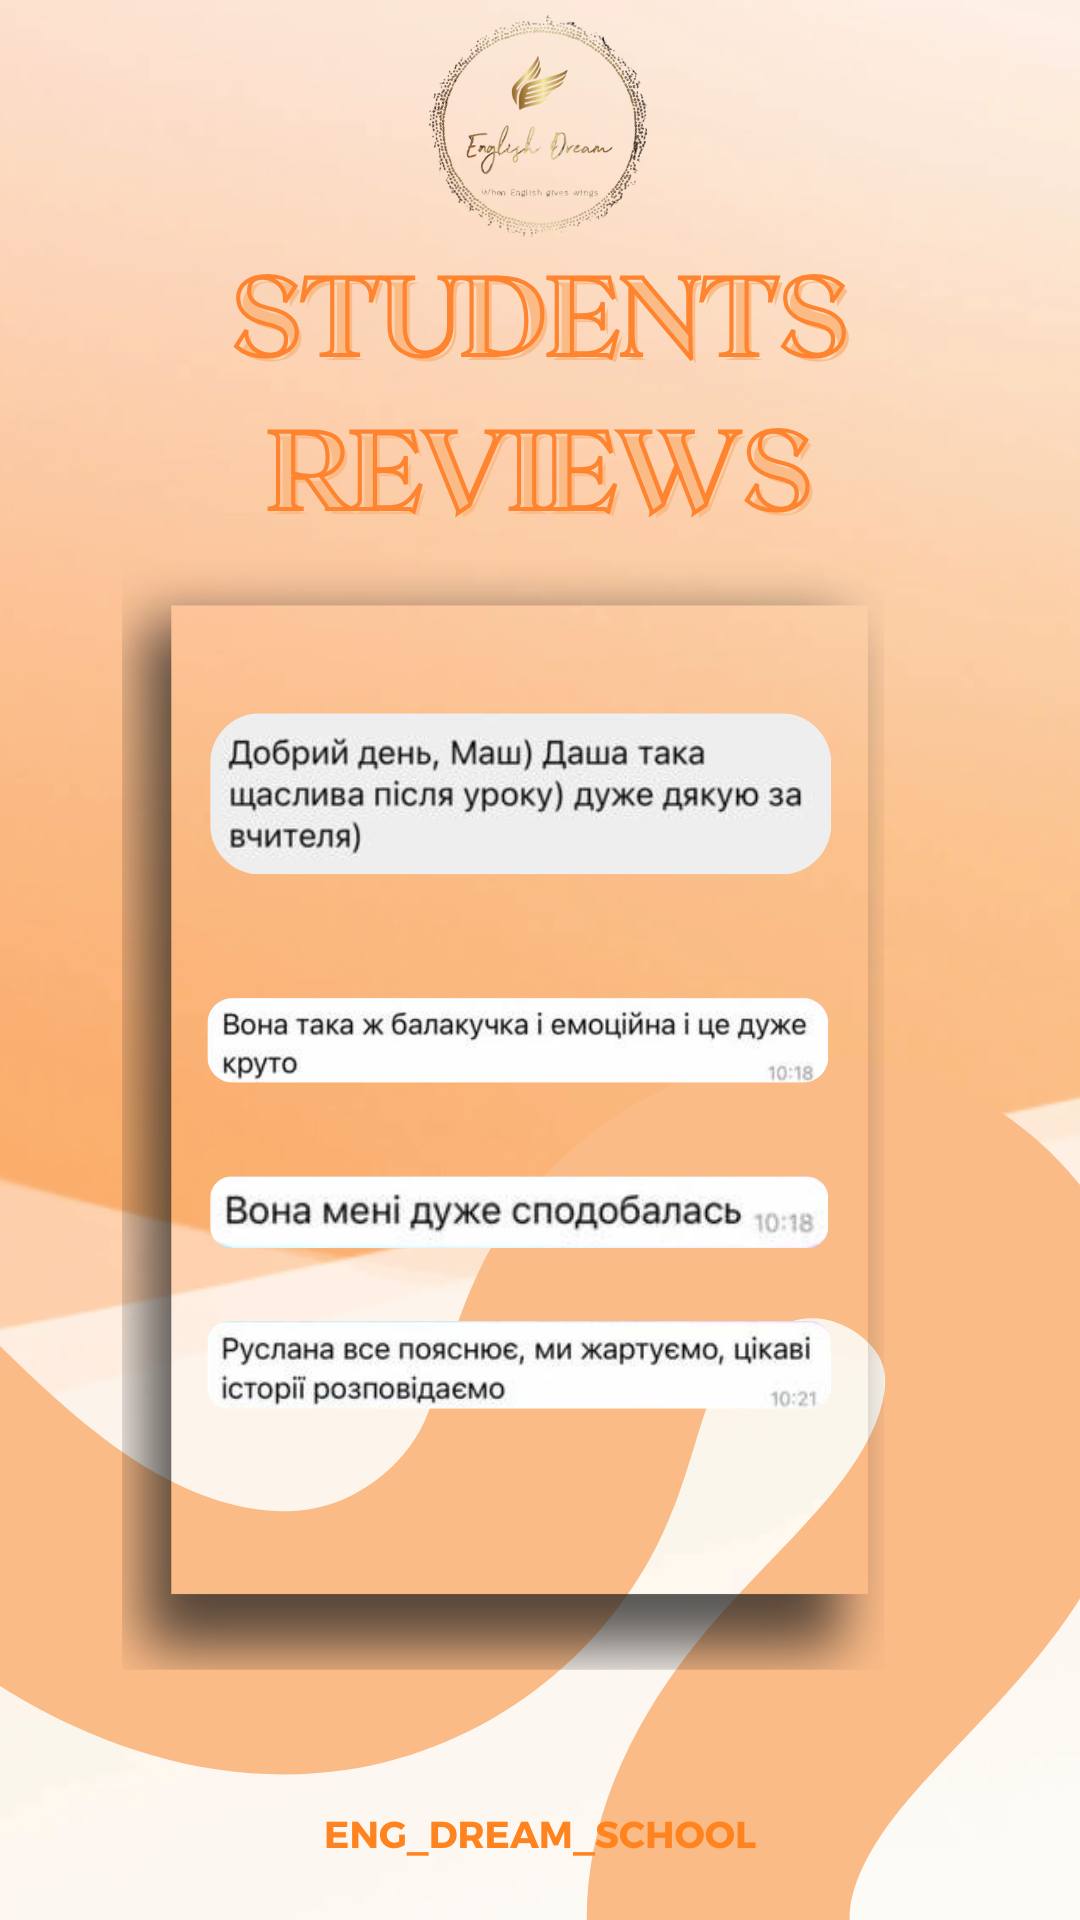 English Dream
When English gives wings
STUDENTS
REVIEWS
Добрий день, Маш) Даша така
щаслива після уроку) дуже дякую за
вчителя)
Вона така ж балакучка і емоційна і це дуже
круто
10:18
Вона мені дуже сподобалась 10:18
Руслана все пояснює, ми жартуємо, цікаві
історії розповідаємо
10:21
ENG_DREAM_SCHOOL